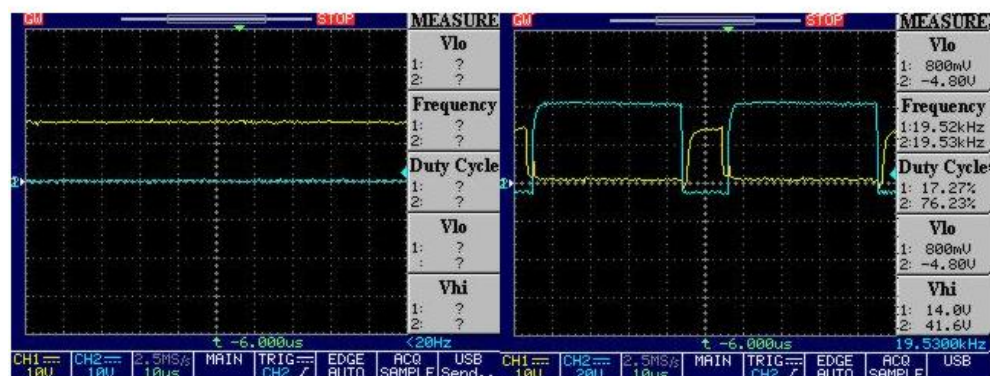 GW STOP MEASURE
Vlo
1: ?
2: ?
Frequency
1: ?
2: ?
Duty Cycle
1: ?
2: ?
Vlo
1: ?
: ?
Vhi
1: ?
2: ?
t -6.000us <20Hz
CH1 CH2 2.5MS/s MAIN TRIG EDGE ACQ USB
10V 10V 10us CH2 AUTO SAMPLE Send..
GW STOP MEASURE
Vlo
1: 800mV
2: -4.80V
Frequency
1:19.52kHz
2:19.53kHz
Duty Cycle
1: 17.27%
2: 76.23%
Vlo
1: 800mV
2: -4.80V
Vhi
1: 14.0V
2: 41.6V
t -6.000us 19.5300kHz
CH1 CH2 2.5MS/s MAIN TRIG EDGE ACQ USB
10V 20V 10us CH2 AUTO SAMPLE